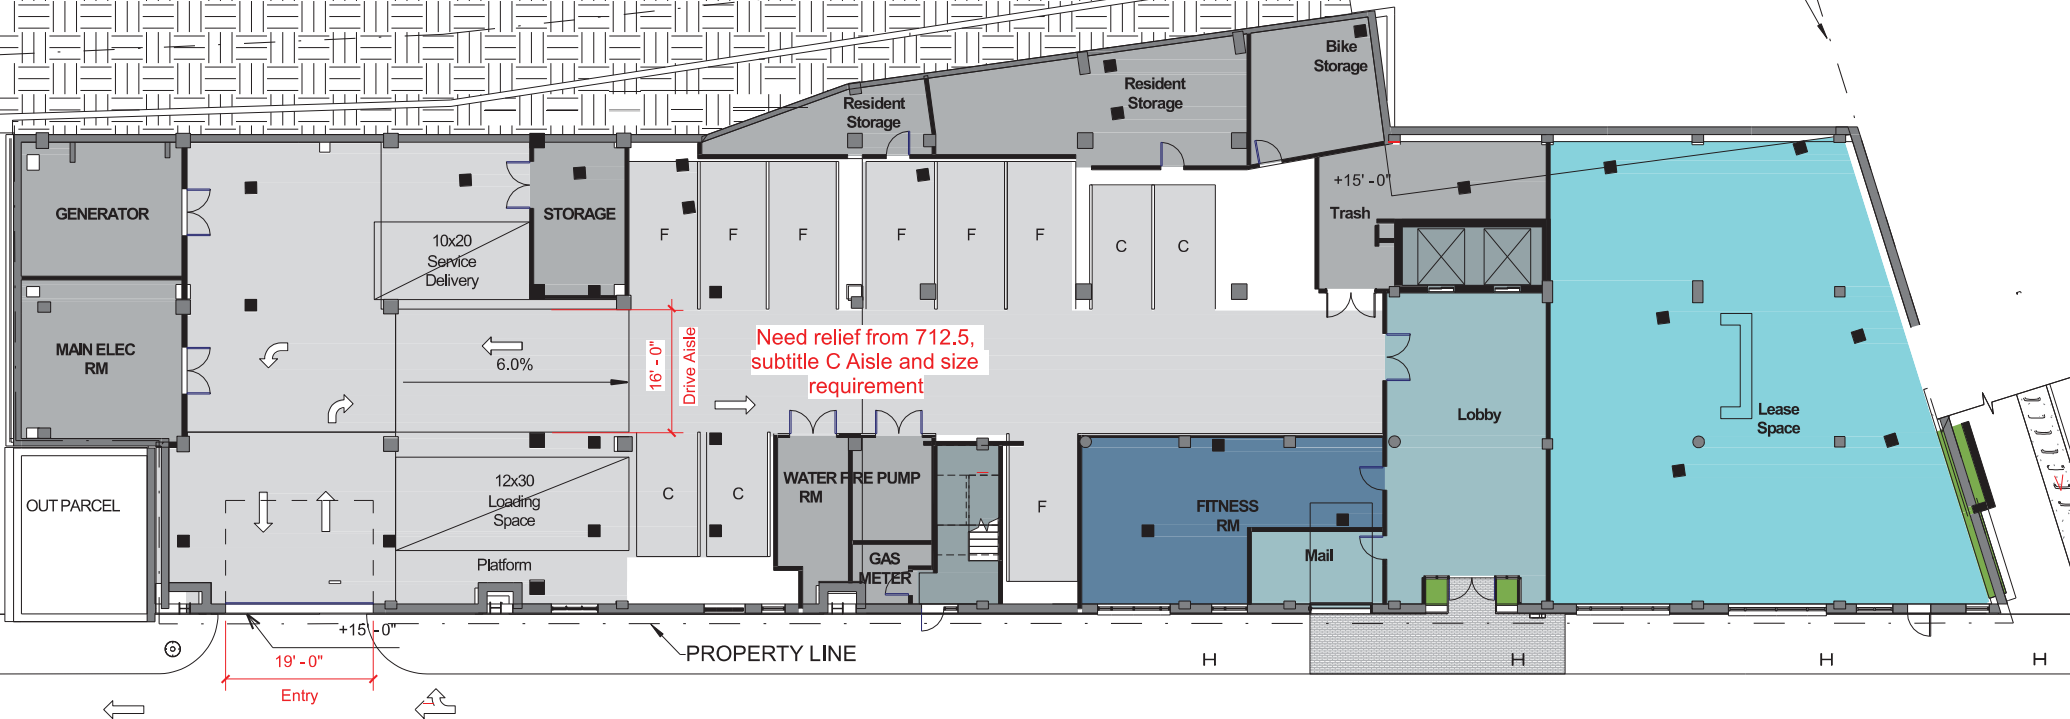 Bike
Storage
Resident
Storage
Resident
Storage
+15' - 0"
Trash
GENERATOR
STORAGE
10x20
Service
Delivery
F
F
F
F
F
F
C
C
MAIN ELEC
RM
6.0%
16' - 0"
Drive Aisle
Need relief from 712.5,
subtitle C Aisle and size
requirement
Lobby
Lease
Space
OUT PARCEL
12x30
Loading
Space
Platform
C
C
WATER
RM
FIRE PUMP
GAS
METER
F
FITNESS
RM
Mail
+15' - 0"
19' - 0"
Entry
PROPERTY LINE